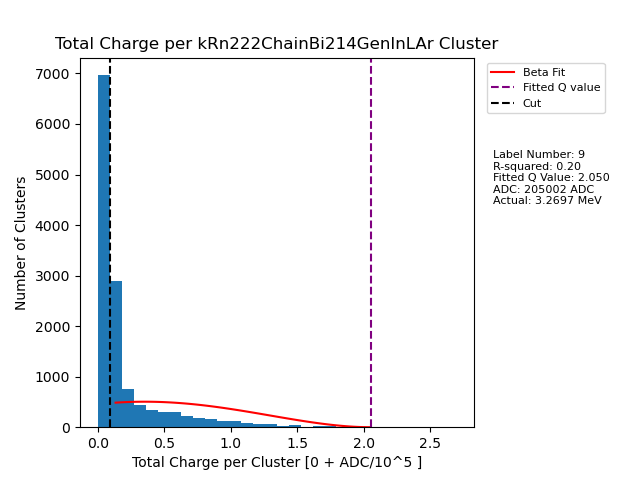 Total Charge per kRn222ChainBi214GenInLAr Cluster
Beta Fit
Fitted Q value
Cut
Label Number: 9
R-squared: 0.20
Fitted Q Value: 2.050
ADC: 205002 ADC
Actual: 3.2697 MeV
Number of Clusters
7000
6000
5000
4000
3000
2000
1000
0
0.0 0.5 1.0 1.5 2.0 2.5
Total Charge per Cluster [0 + ADC/10^5 ]